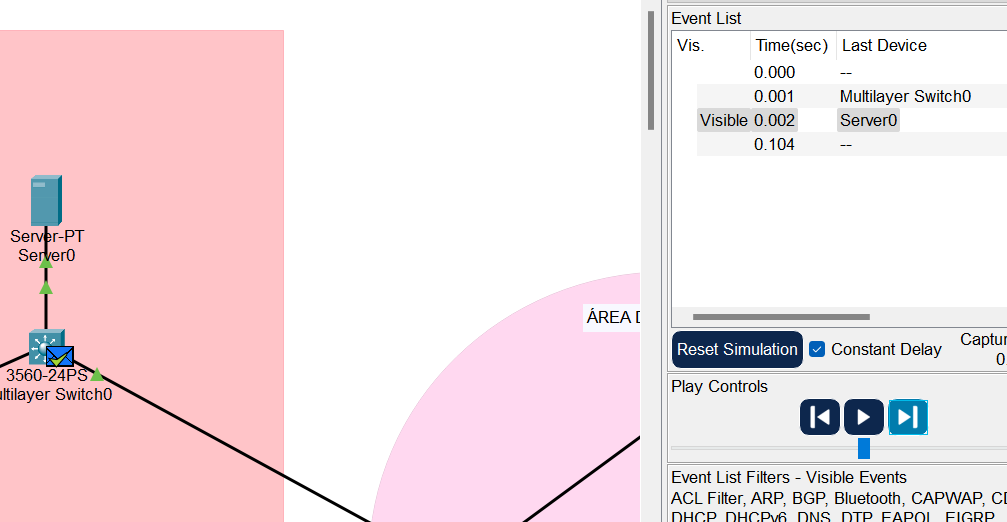 Event List
Vis. Time(sec) Last Device
0.000 --
0.001 Multilayer Switch0
Visible 0.002 Server0
0.104 --
Server-PT
Server0
3560-24PS
ultilayer Switch0
ÁREA D
Reset Simulation
Constant Delay
Captur
0.
Play Controls
Event List Filters - Visible Events
ACL Filter, ARP, BGP, Bluetooth, CAPWAP, CD
DHCP, DHCPv6, DNS, DTP, EAPOL, EIGRP,